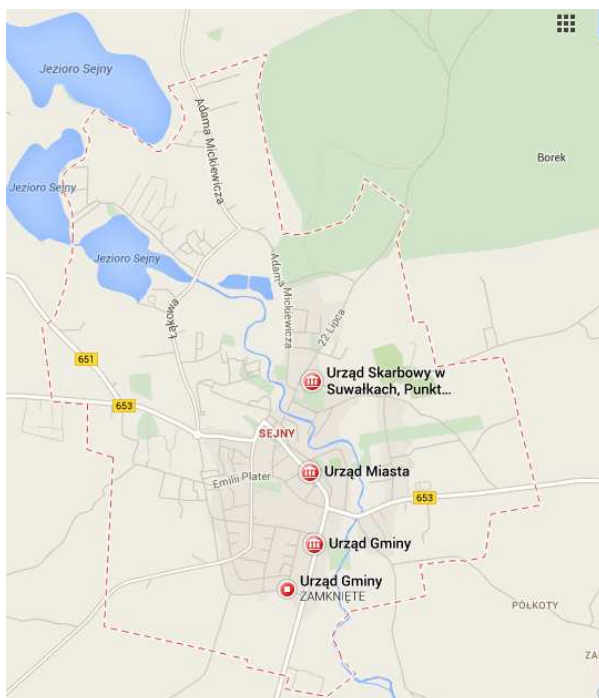 Jezioro Sejny
Adama Mickiewicza
Borek
Jezioro Sejny
Jezioro Sejny
Adama Mickiewicza
Łąkowa
22 Lipca
651
Urząd Skarbowy w
Suwałkach, Punkt...
653
SEJNY
Urząd Miasta
Emilii Plater
653
Urząd Gminy
Urząd Gminy
ZAMKNIĘTE
PÓŁKOTY
ZA